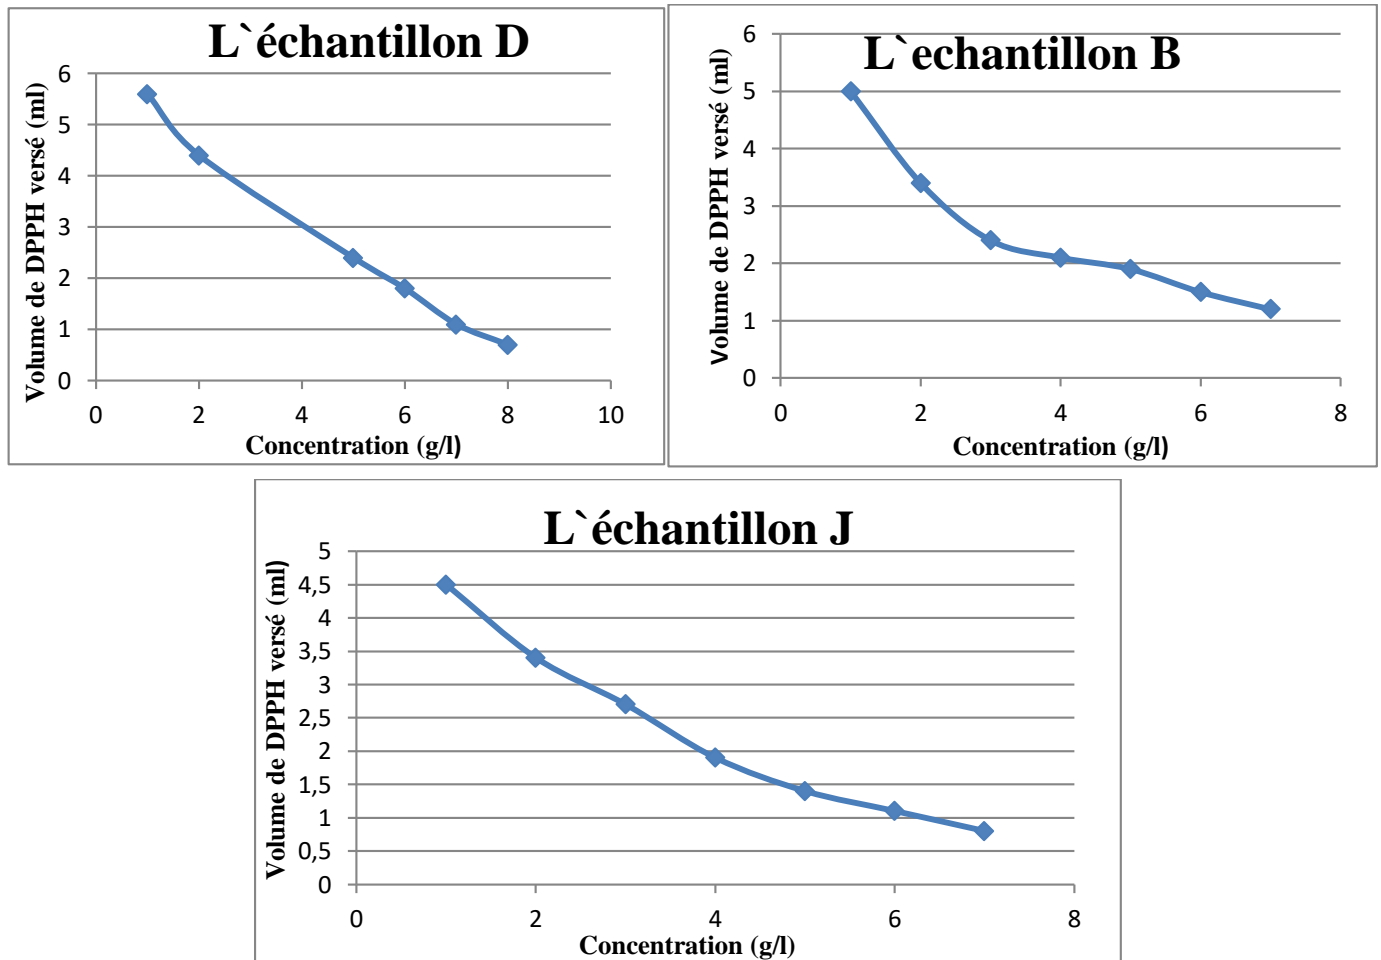 L`échantillon D
Volume de DPPH versé (ml)
6
5
4
3
2
1
0
0 2 4 6 8 10
Concentration (g/l)
L`echantillon B
Volume de DPPH versé (ml)
6
5
4
3
2
1
0
0 2 4 6 8
Concentration (g/l)
L`échantillon J
Volume de DPPH versé (ml)
5
4,5
4
3,5
3
2,5
2
1,5
1
0,5
0
0 2 4 6 8
Concentration (g/l)